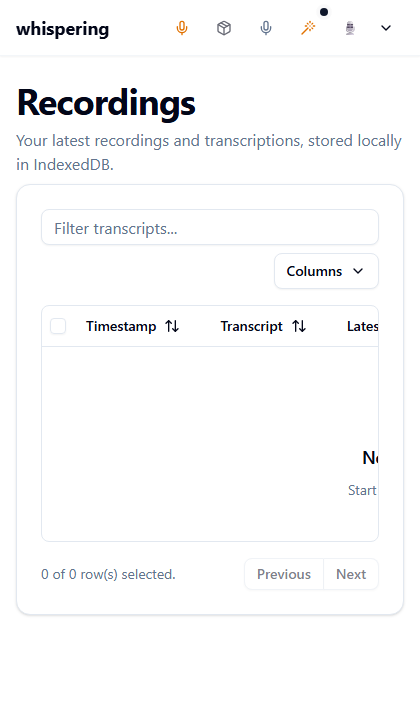 whispering
Recordings
Your latest recordings and transcriptions, stored locally
in IndexedDB.
Filter transcripts...
Columns
Timestamp Transcript Lates
Start
0 of 0 row(s) selected. Previous Next